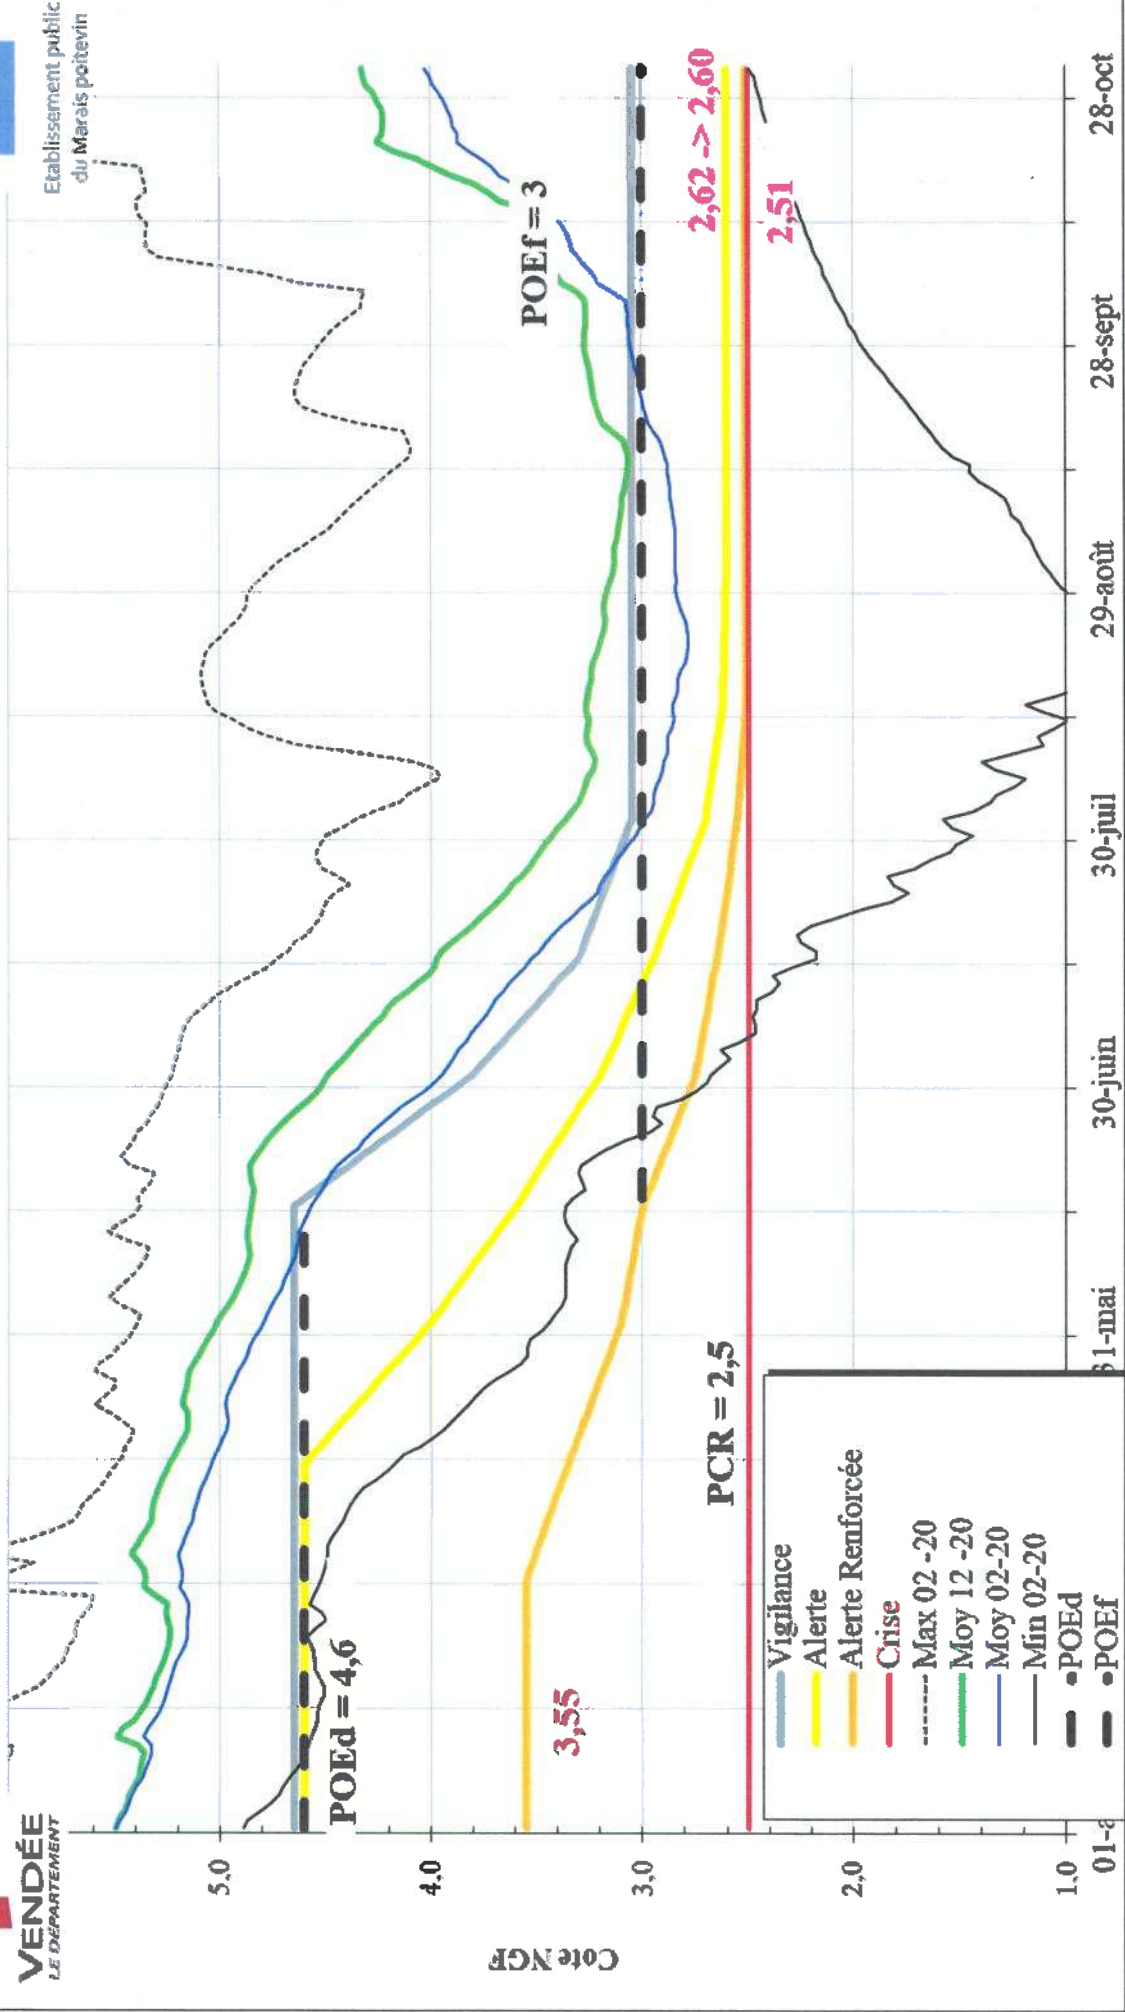 VENDÉE
LE DÉPARTEMENT
Etablissement public
du Marais poitevin
Cote NGF
5,0
4,0
3,0
2,0
1,0
POEd = 4,6
3,55
PCR = 2,5
POEf = 3
2,62 -> 2,60
2,51
Vigilance
Alerte
Alerte Renforcée
Crise
Max 02 -20
Moy 12 -20
Moy 02-20
Min 02-20
POEd
POEf
01-a
31-mai
30-juin
30-juil
29-août
28-sept
28-oct